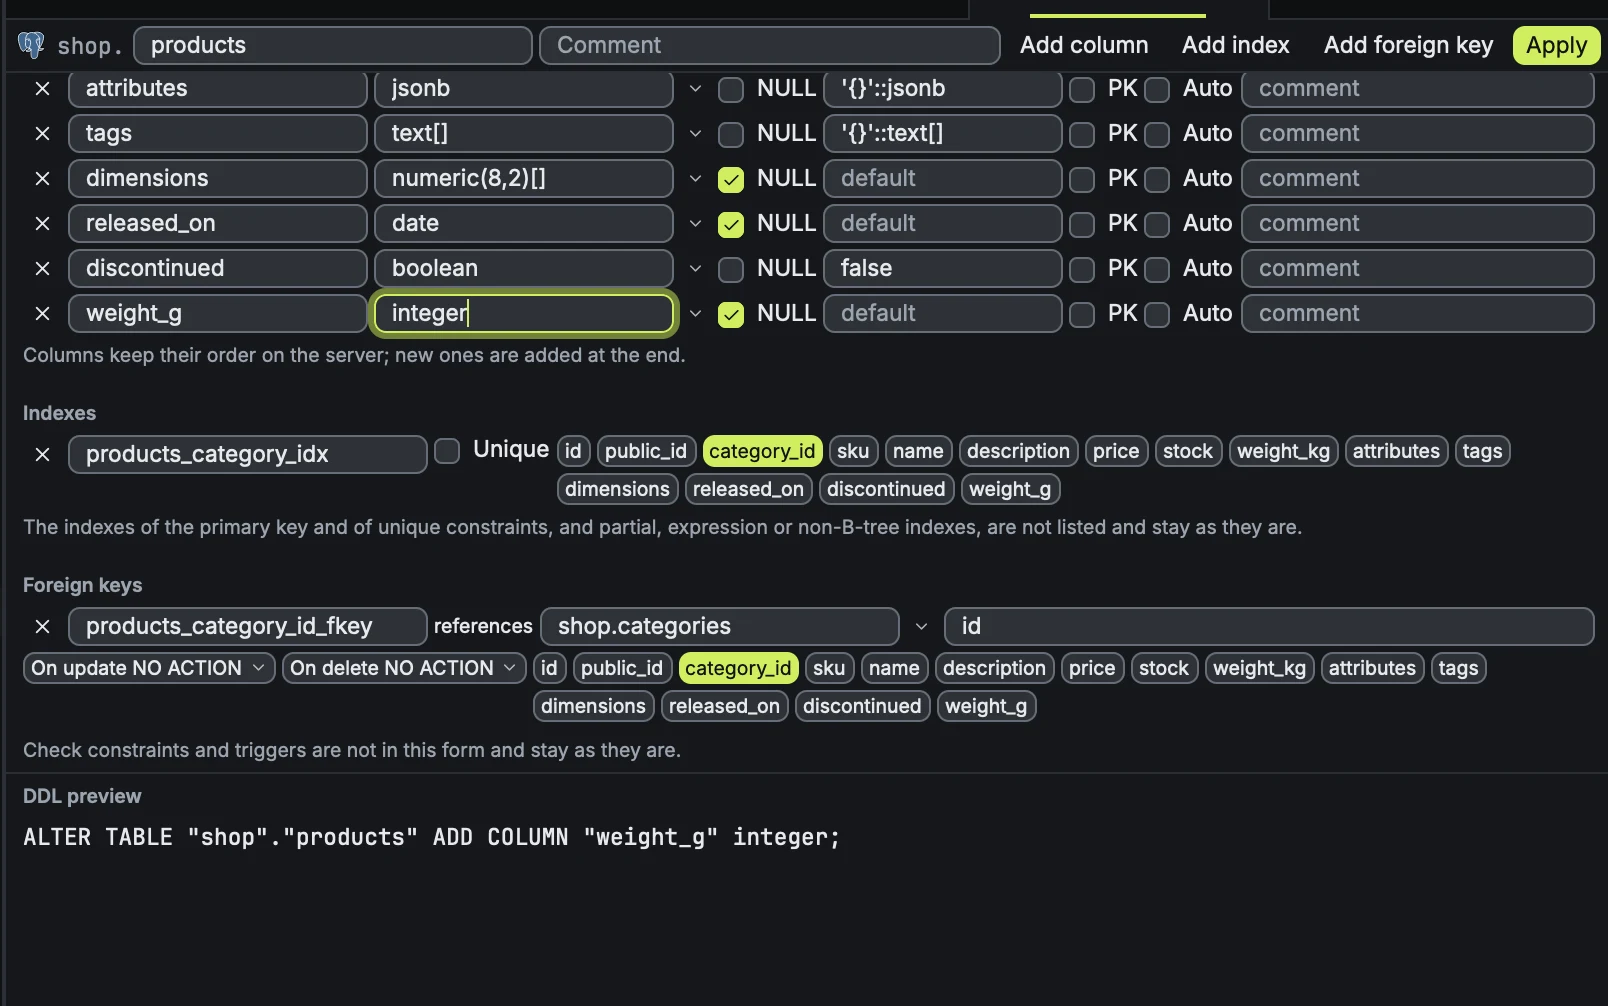 shop. products Comment Add column Add index Add foreign key Apply
attributes jsonb NULL '{}'::jsonb PK Auto comment
tags text[] NULL '{}'::text[] PK Auto comment
dimensions numeric(8,2)[] NULL default PK Auto comment
released_on date NULL default PK Auto comment
discontinued boolean NULL false PK Auto comment
weight_g integer NULL default PK Auto comment
Columns keep their order on the server; new ones are added at the end.
Indexes
products_category_idx Unique id public_id category_id sku name description price stock weight_kg attributes tags
dimensions released_on discontinued weight_g
The indexes of the primary key and of unique constraints, and partial, expression or non-B-tree indexes, are not listed and stay as they are.
Foreign keys
products_category_id_fkey references shop.categories id
On update NO ACTION On delete NO ACTION id public_id category_id sku name description price stock weight_kg attributes tags
dimensions released_on discontinued weight_g
Check constraints and triggers are not in this form and stay as they are.
DDL preview
ALTER TABLE "shop"."products" ADD COLUMN "weight_g" integer;